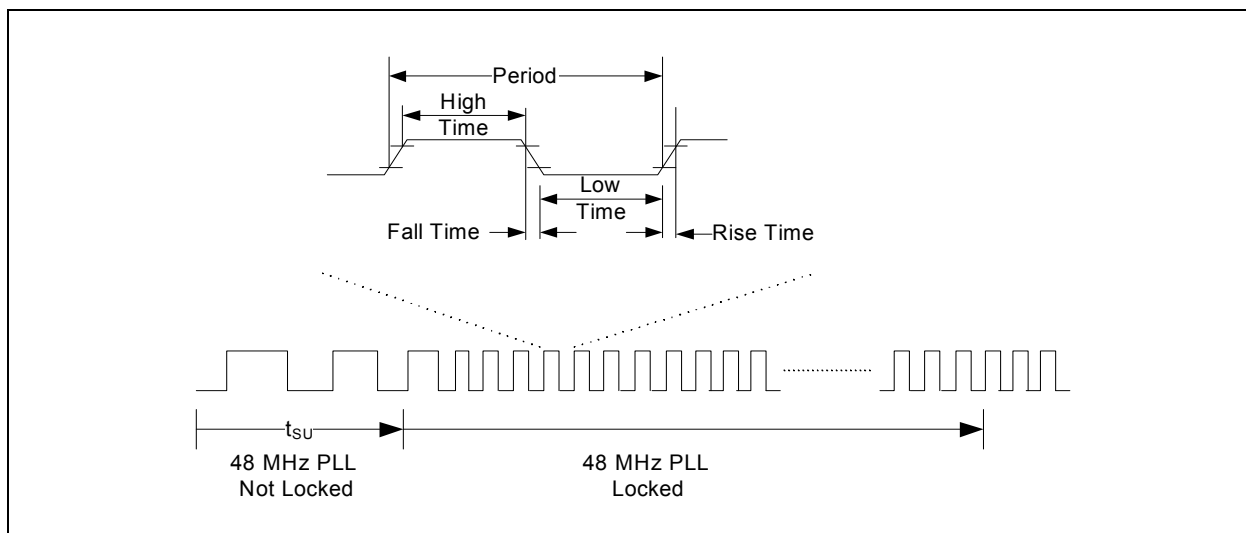 Period
High
Time
Low
Time
Fall Time
Rise Time
tSU
48 MHz PLL
Not Locked
48 MHz PLL
Locked